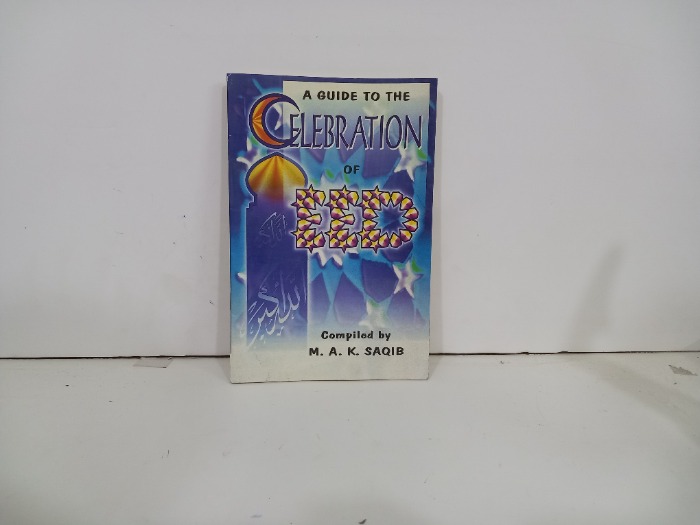 A GUIDE TO THE
CELEBRATION
OF
EED
Compiled by
M. A. K. SAQIB